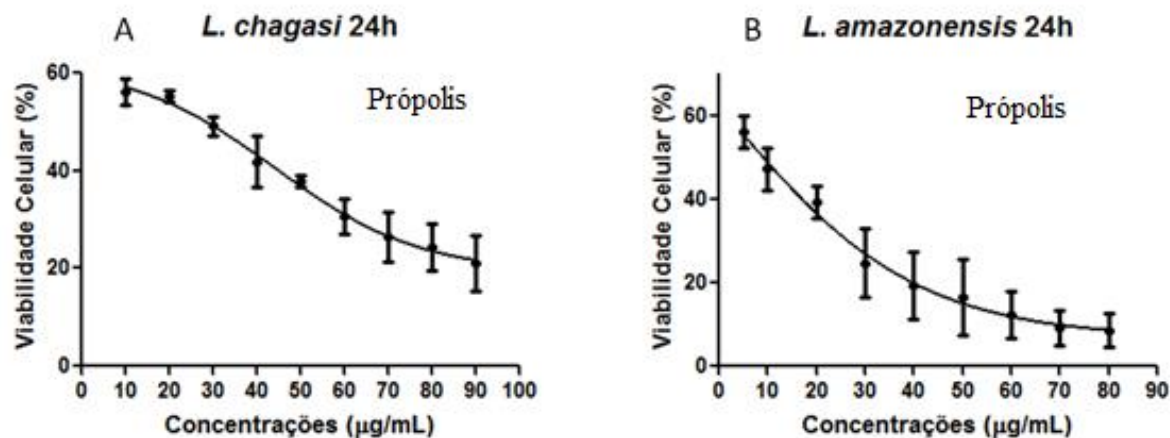 A L. chagasi 24h
Própolis
Viabilidade Celular (%)
60
40
20
0
0 10 20 30 40 50 60 70 80 90 100
Concentrações (µg/mL)
B L. amazonensis 24h
Própolis
Viabilidade Celular (%)
60
40
20
0
0 10 20 30 40 50 60 70 80 90
Concentrações (µg/mL)